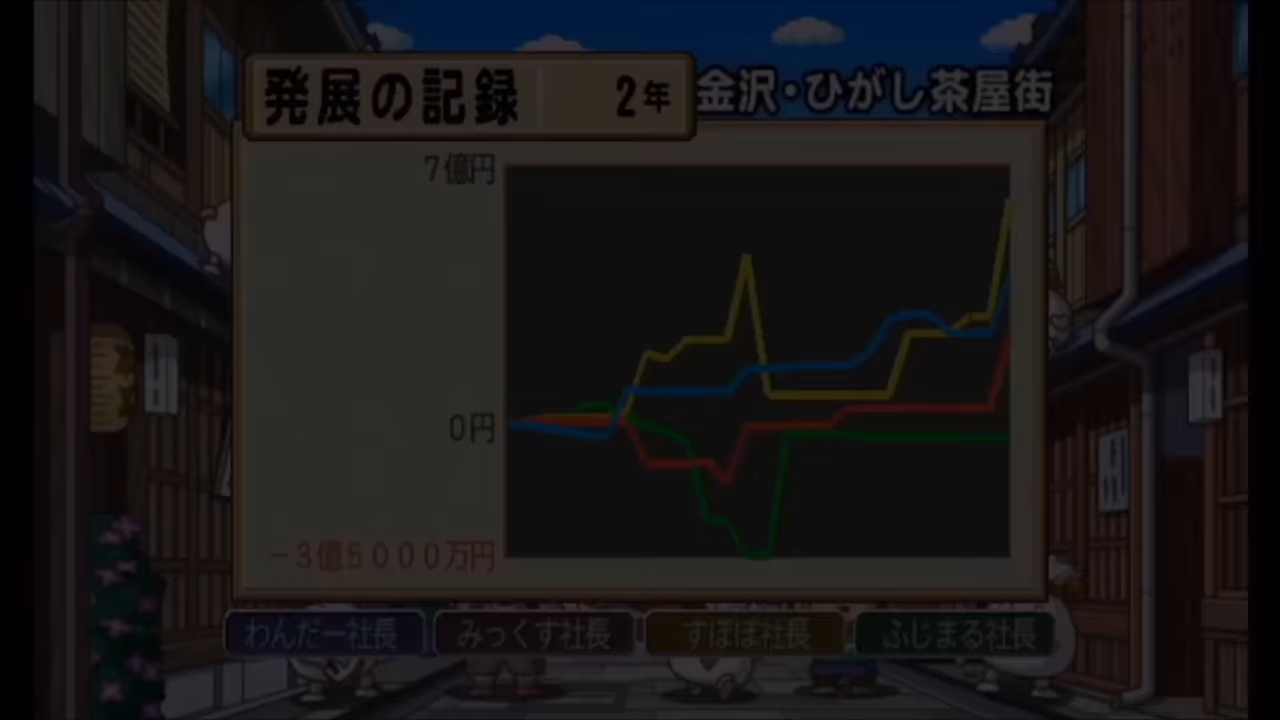 発展の記録 2年
金沢・ひがし茶屋街
7億円
0円
−3億5000万円
わんだー社長 みっくす社長 すほぽ社長 ふじまる社長